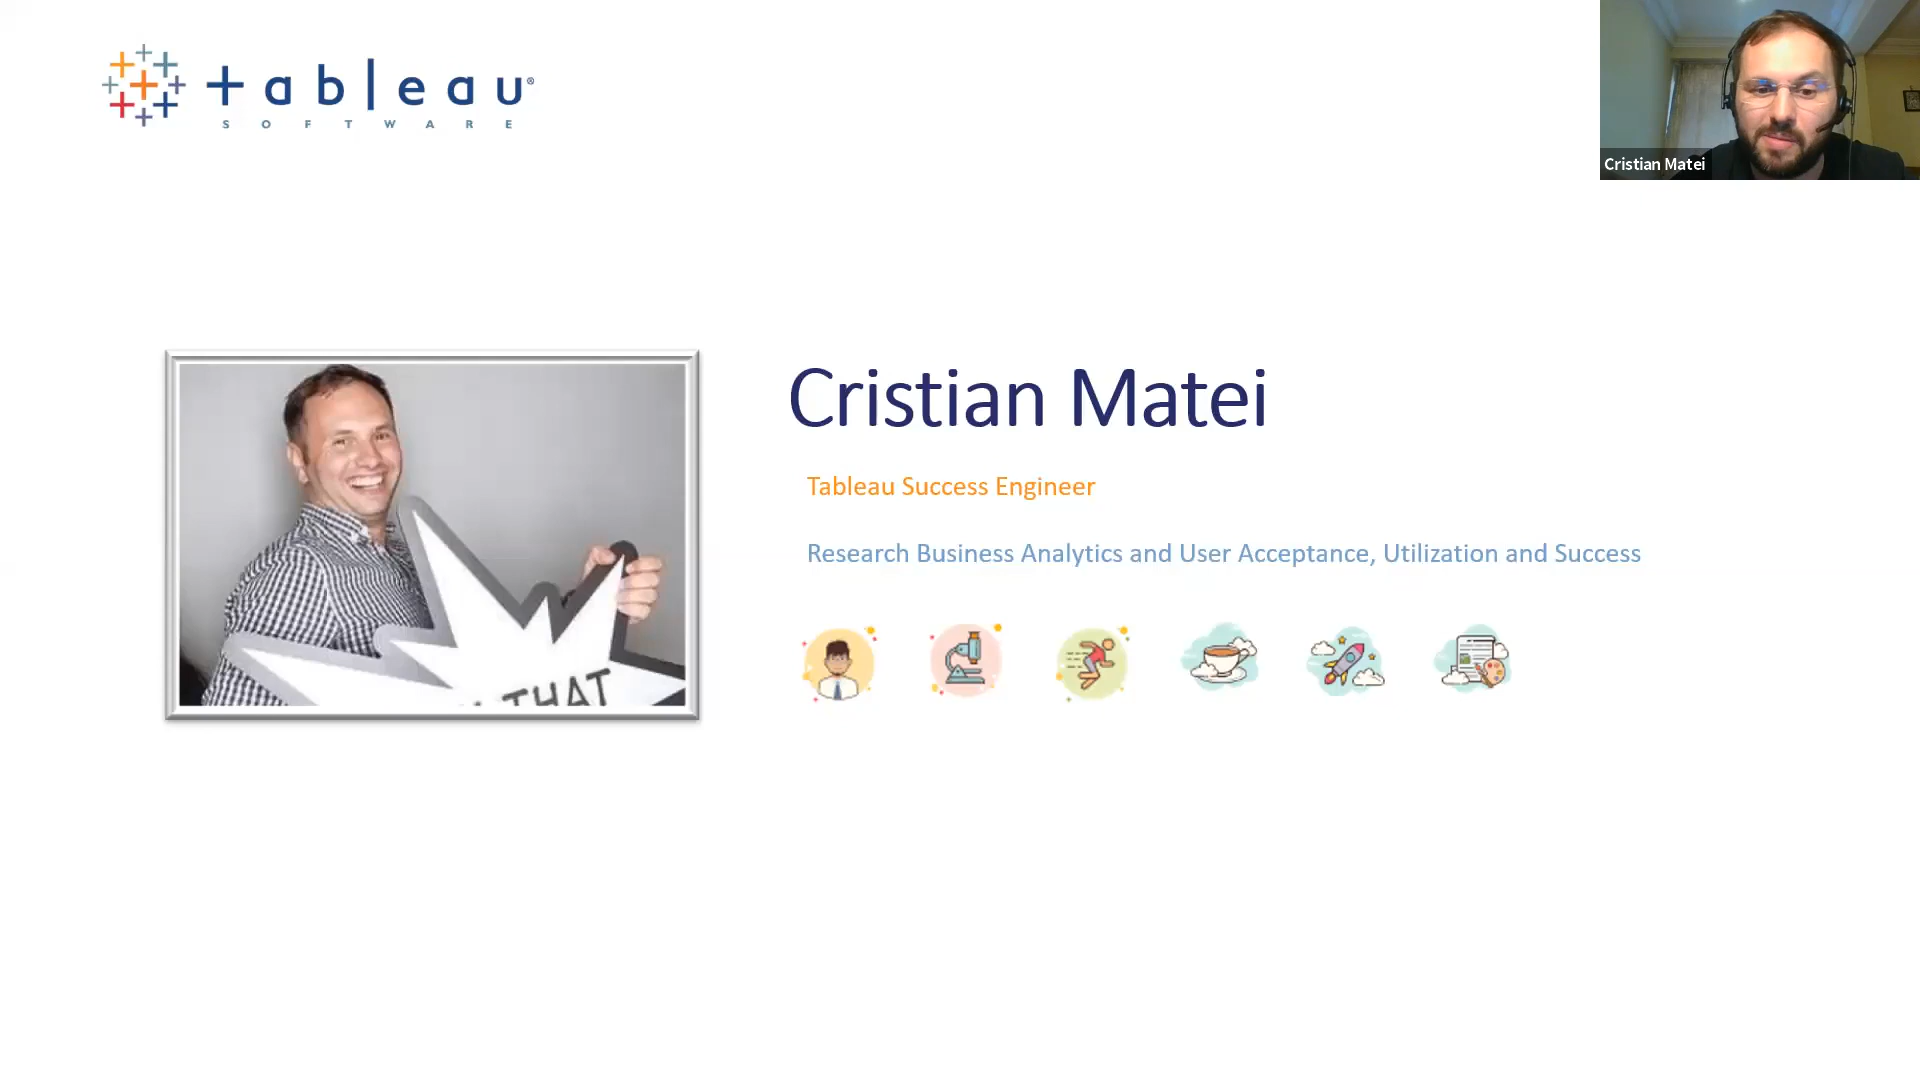 tableau®
SOFTWARE
Cristian Matei
Cristian Matei
Tableau Success Engineer
Research Business Analytics and User Acceptance, Utilization and Success
THAT